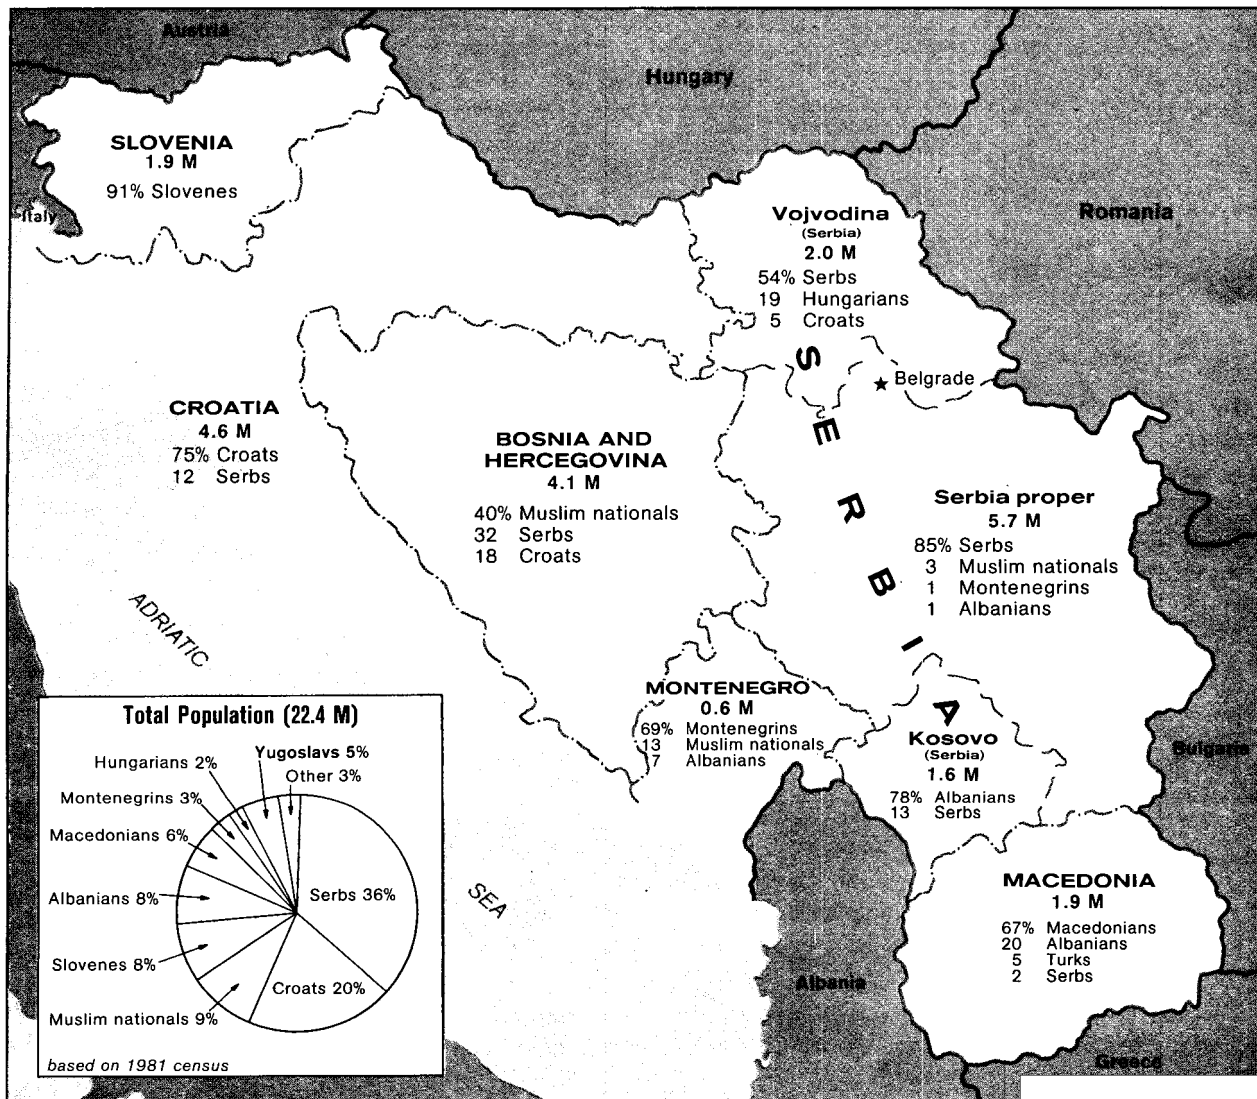 Austria
Hungary
SLOVENIA
1.9 M
91% Slovenes
Italy
Romania
Vojvodina
(Serbia)
2.0 M
54% Serbs
19 Hungarians
5 Croats
SERBIA
Belgrade
CROATIA
4.6 M
75% Croats
12 Serbs
BOSNIA AND
HERCEGOVINA
4.1 M
40% Muslim nationals
32 Serbs
18 Croats
Serbia proper
5.7 M
85% Serbs
3 Muslim nationals
1 Montenegrins
1 Albanians
ADRIATIC
SEA
MONTENEGRO
0.6 M
69% Montenegrins
13 Muslim nationals
7 Albanians
Kosovo
(Serbia)
1.6 M
78% Albanians
13 Serbs
Bulgaria
MACEDONIA
1.9 M
67% Macedonians
20 Albanians
5 Turks
2 Serbs
Albania
Greece
Total Population (22.4 M)
Yugoslavs 5%
Hungarians 2%
Other 3%
Montenegrins 3%
Macedonians 6%
Serbs 36%
Albanians 8%
Slovenes 8%
Croats 20%
Muslim nationals 9%
based on 1981 census